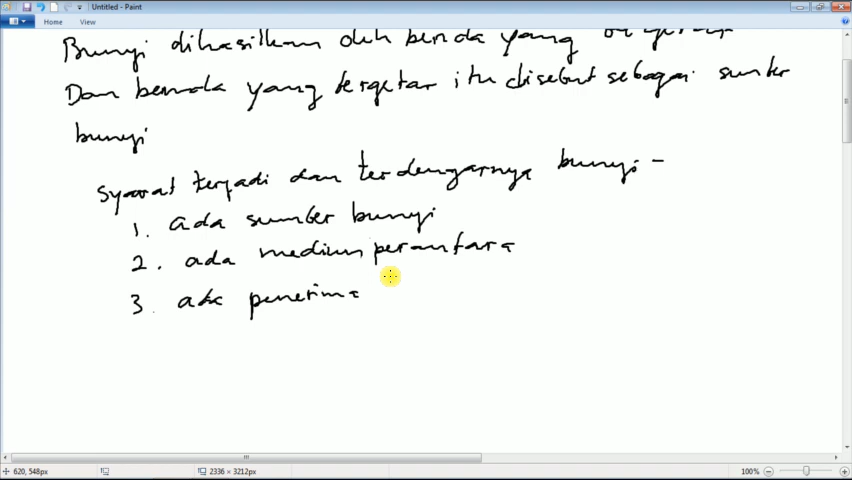 Untitled - Paint
Home View
Bunyi dihasilkan oleh benda yang
Dan benda yang bergetar itu disebut sebagai sumber
bunyi
Syarat terjadi dan terdengarnya bunyi -
1. Ada sumber bunyi
2. ada medium perantara
3. ada penerima
620, 548px 2336 × 3212px 100%